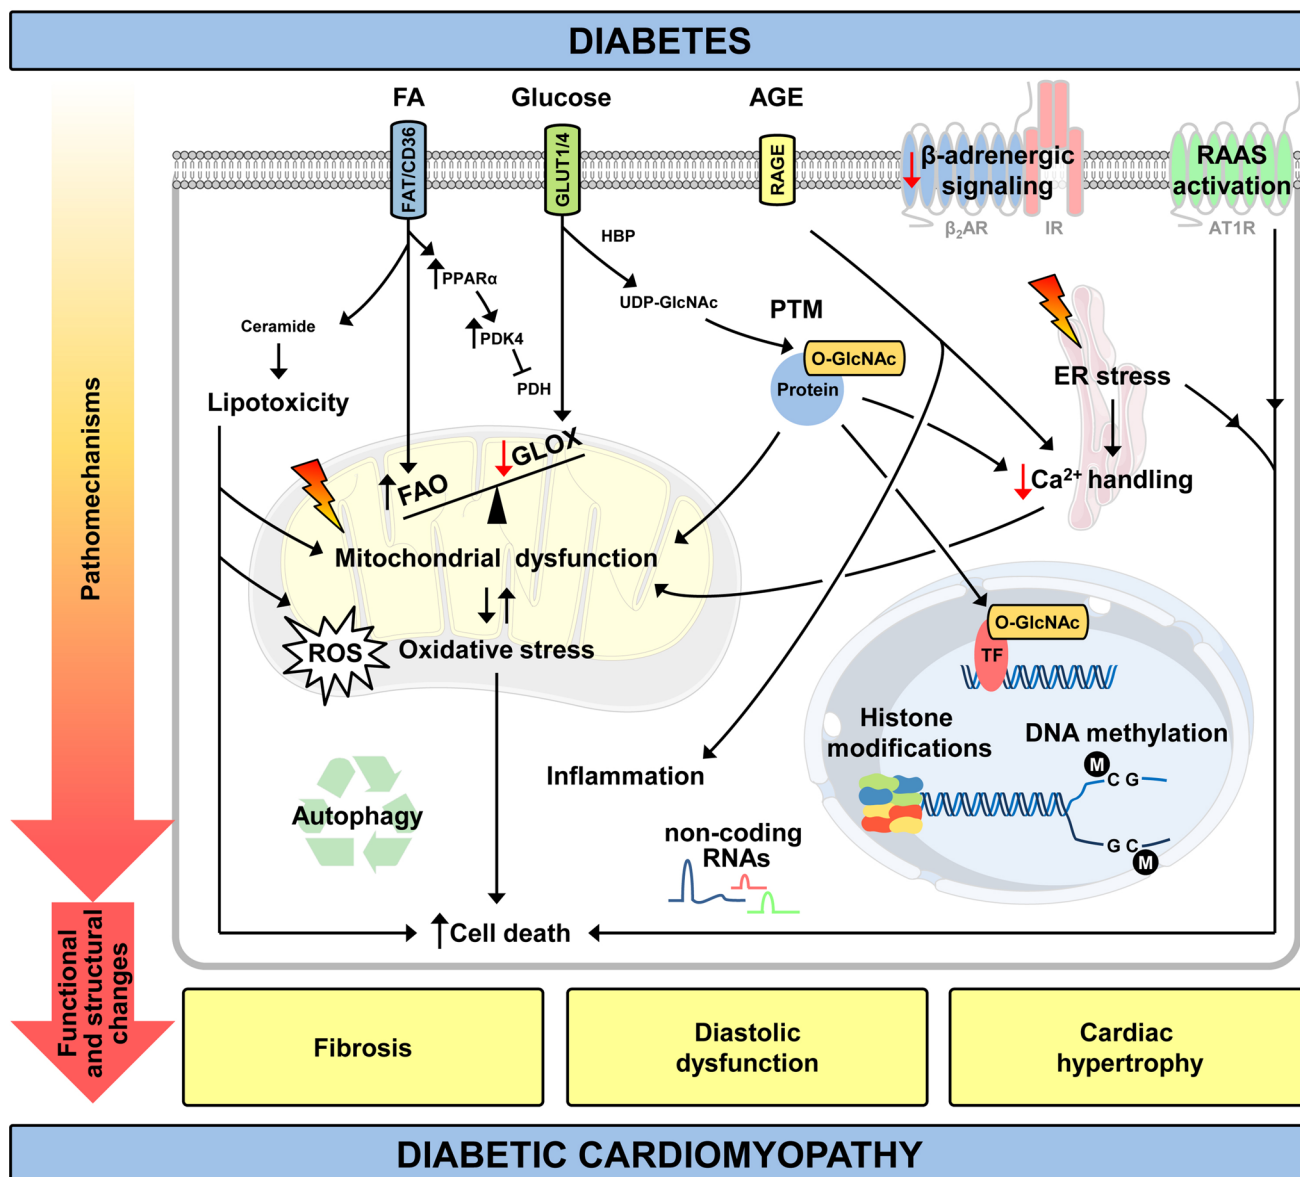 DIABETES
FA
Glucose
AGE
FAT/CD36
GLUT1/4
RAGE
β-adrenergic
signaling
β₂AR
IR
RAAS
activation
AT1R
Pathomechanisms
HBP
PPARα
UDP-GlcNAc
PTM
Ceramide
PDK4
O-GlcNAc
Protein
PDH
ER stress
Lipotoxicity
GLOX
FAO
Ca²⁺ handling
Mitochondrial dysfunction
ROS
Oxidative stress
O-GlcNAc
TF
Histone
modifications
DNA methylation
M
C G
G C
M
Inflammation
Autophagy
non-coding
RNAs
Cell death
Functional
and structural
changes
Fibrosis
Diastolic
dysfunction
Cardiac
hypertrophy
DIABETIC CARDIOMYOPATHY